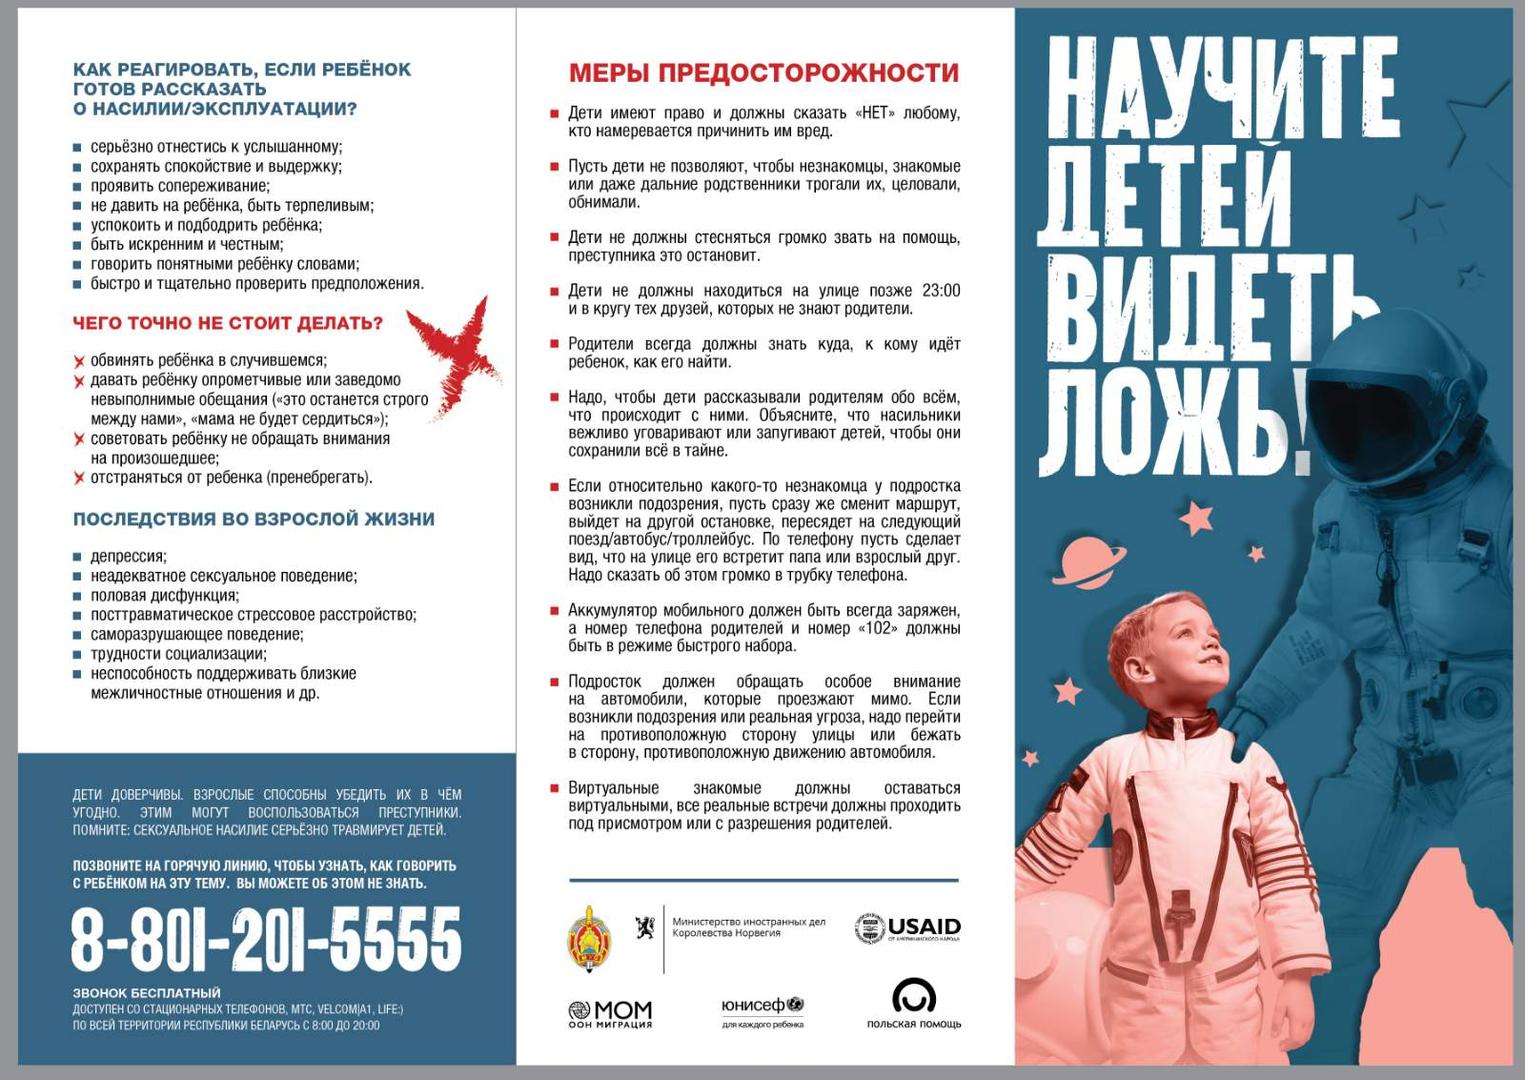 КАК РЕАГИРОВАТЬ, ЕСЛИ РЕБЁНОК
ГОТОВ РАССКАЗАТЬ
О НАСИЛИИ/ЭКСПЛУАТАЦИИ?
серьёзно отнестись к услышанному;
сохранять спокойствие и выдержку;
проявить сопереживание;
не давить на ребёнка, быть терпеливым;
успокоить и подбодрить ребёнка;
быть искренним и честным;
говорить понятными ребёнку словами;
быстро и тщательно проверить предположения.
ЧЕГО ТОЧНО НЕ СТОИТ ДЕЛАТЬ?
обвинять ребёнка в случившемся;
давать ребёнку опрометчивые или заведомо
невыполнимые обещания («это останется строго
между нами», «мама не будет сердиться»);
советовать ребёнку не обращать внимания
на произошедшее;
отстраняться от ребенка (пренебрегать).
ПОСЛЕДСТВИЯ ВО ВЗРОСЛОЙ ЖИЗНИ
депрессия;
неадекватное сексуальное поведение;
половая дисфункция;
посттравматическое стрессовое расстройство;
саморазрушающее поведение;
трудности социализации;
неспособность поддерживать близкие
межличностные отношения и др.
ДЕТИ ДОВЕРЧИВЫ. ВЗРОСЛЫЕ СПОСОБНЫ УБЕДИТЬ ИХ В ЧЁМ
УГОДНО. ЭТИМ МОГУТ ВОСПОЛЬЗОВАТЬСЯ ПРЕСТУПНИКИ.
ПОМНИТЕ: СЕКСУАЛЬНОЕ НАСИЛИЕ СЕРЬЁЗНО ТРАВМИРУЕТ ДЕТЕЙ.
ПОЗВОНИТЕ НА ГОРЯЧУЮ ЛИНИЮ, ЧТОБЫ УЗНАТЬ, КАК ГОВОРИТЬ
С РЕБЁНКОМ НА ЭТУ ТЕМУ. ВЫ МОЖЕТЕ ОБ ЭТОМ НЕ ЗНАТЬ.
8-801-201-5555
ЗВОНОК БЕСПЛАТНЫЙ
ДОСТУПЕН СО СТАЦИОНАРНЫХ ТЕЛЕФОНОВ, МТС, VELCOM|A1, LIFE:)
ПО ВСЕЙ ТЕРРИТОРИИ РЕСПУБЛИКИ БЕЛАРУСЬ С 8:00 ДО 20:00
МЕРЫ ПРЕДОСТОРОЖНОСТИ
Дети имеют право и должны сказать «НЕТ» любому,
кто намеревается причинить им вред.
Пусть дети не позволяют, чтобы незнакомцы, знакомые
или даже дальние родственники трогали их, целовали,
обнимали.
Дети не должны стесняться громко звать на помощь,
преступника это остановит.
Дети не должны находиться на улице позже 23:00
и в кругу тех друзей, которых не знают родители.
Родители всегда должны знать куда, к кому идёт
ребенок, как его найти.
Надо, чтобы дети рассказывали родителям обо всём,
что происходит с ними. Объясните, что насильники
вежливо уговаривают или запугивают детей, чтобы они
сохранили всё в тайне.
Если относительно какого-то незнакомца у подростка
возникли подозрения, пусть сразу же сменит маршрут,
выйдет на другой остановке, пересядет на следующий
поезд/автобус/троллейбус. По телефону пусть сделает
вид, что на улице его встретит папа или взрослый друг.
Надо сказать об этом громко в трубку телефона.
Аккумулятор мобильного должен быть всегда заряжен,
а номер телефона родителей и номер «102» должны
быть в режиме быстрого набора.
Подросток должен обращать особое внимание
на автомобили, которые проезжают мимо. Если
возникли подозрения или реальная угроза, надо перейти
на противоположную сторону улицы или бежать
в сторону, противоположную движению автомобиля.
Виртуальные знакомые должны оставаться
виртуальными, все реальные встречи должны проходить
под присмотром или с разрешения родителей.
Министерство иностранных дел
Королевства Норвегия
USAID
ОТ АМЕРИКАНСКОГО НАРОДА
МОМ
ООН МИГРАЦИЯ
юнисеф
для каждого ребенка
ПОЛЬСКАЯ ПОМОЩЬ
НАУЧИТЕ
ДЕТЕЙ
ВИДЕТЬ
ЛОЖЬ!